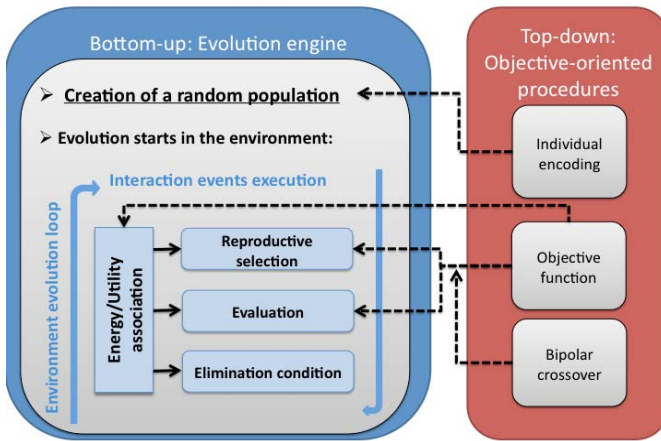 Bottom-up: Evolution engine
➢ Creation of a random population
➢ Evolution starts in the environment:
Interaction events execution
Environment evolution loop
Energy/Utility
association
Reproductive
selection
Evaluation
Elimination condition
Top-down:
Objective-oriented
procedures
Individual
encoding
Objective
function
Bipolar
crossover